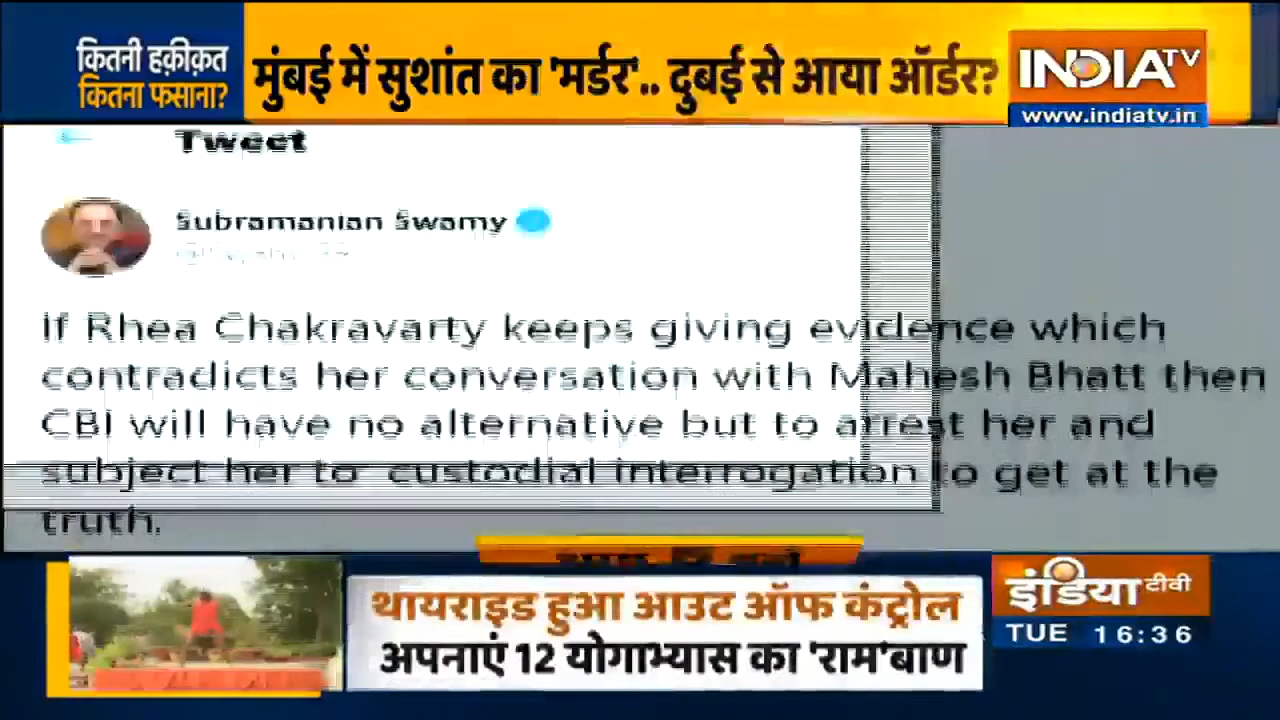 कितनी हक़ीक़त
कितना फसाना?
मुंबई में सुशांत का 'मर्डर'.. दुबई से आया ऑर्डर?
INDIA TV
www.indiatv.in
Tweet
Subramanian Swamy
If Rhea Chakravarty keeps giving evidence which
contradicts her conversation with Mahesh Bhatt then
CBI will have no alternative but to arrest her and
subject her to custodial interrogation to get at the
truth.
थायराइड हुआ आउट ऑफ कंट्रोल
अपनाएं 12 योगाभ्यास का 'राम'बाण
इंडिया टीवी
TUE 16:36